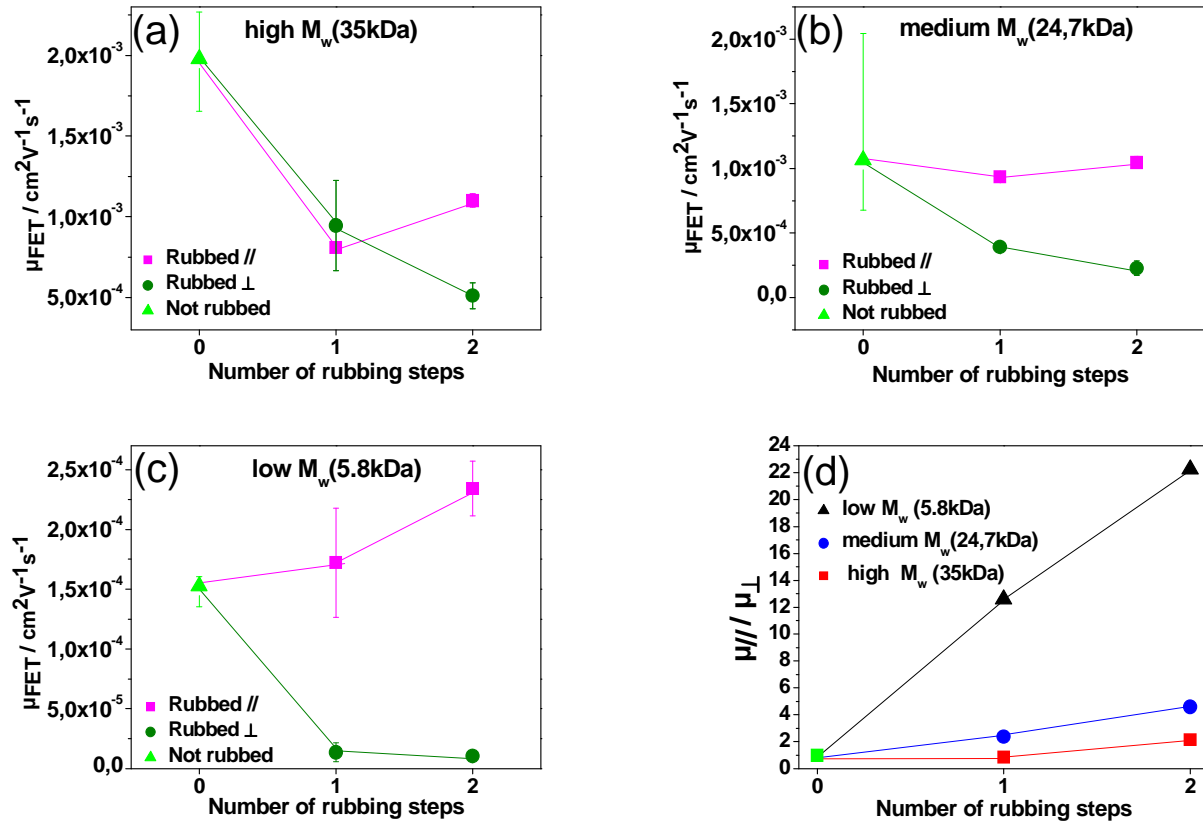 (a)
high Mw(35kDa)
2,0x10-3
1,5x10-3
1,0x10-3
5,0x10-4
μFET / cm2V-1s-1
Rubbed //
Rubbed ⊥
Not rubbed
0 1 2
Number of rubbing steps
(b)
medium Mw(24,7kDa)
2,0x10-3
1,5x10-3
1,0x10-3
5,0x10-4
0,0
μFET / cm2V-1s-1
Rubbed //
Rubbed ⊥
Not rubbed
0 1 2
Number of rubbing steps
(c)
low Mw(5.8kDa)
2,5x10-4
2,0x10-4
1,5x10-4
1,0x10-4
5,0x10-5
0,0
μFET / cm2V-1s-1
Rubbed //
Rubbed ⊥
Not rubbed
0 1 2
Number of rubbing steps
(d)
24
22
20
18
16
14
12
10
8
6
4
2
0
μ// / μ⊥
low Mw (5.8kDa)
medium Mw(24,7kDa)
high Mw (35kDa)
0 1 2
Number of rubbing steps